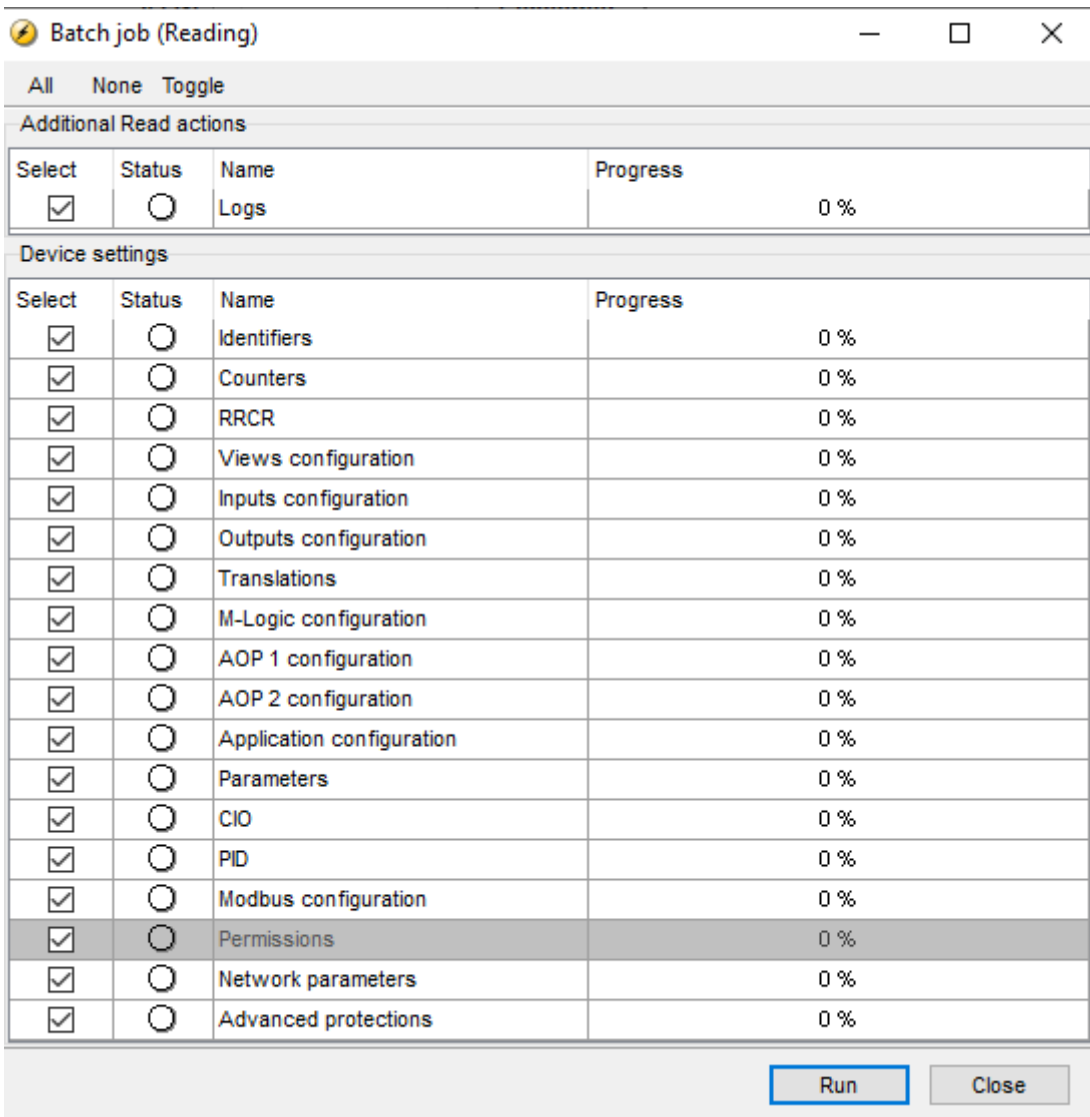 Batch job (Reading)
All None Toggle
Additional Read actions
Select Status Name Progress
Logs 0 %
Device settings
Select Status Name Progress
Identifiers 0 %
Counters 0 %
RRCR 0 %
Views configuration 0 %
Inputs configuration 0 %
Outputs configuration 0 %
Translations 0 %
M-Logic configuration 0 %
AOP 1 configuration 0 %
AOP 2 configuration 0 %
Application configuration 0 %
Parameters 0 %
CIO 0 %
PID 0 %
Modbus configuration 0 %
Permissions 0 %
Network parameters 0 %
Advanced protections 0 %
Run Close